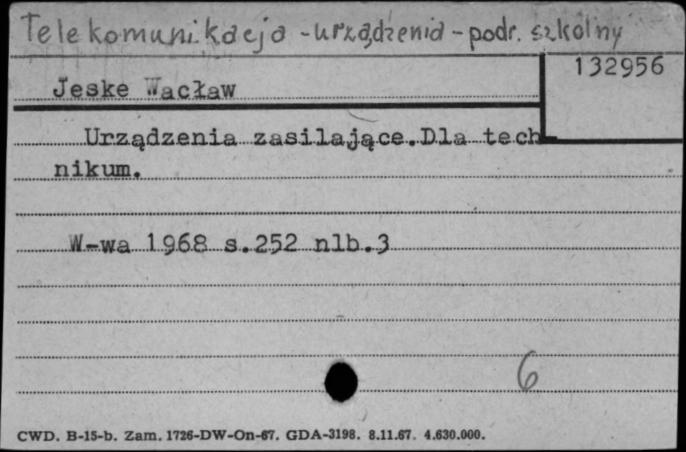 Telekomunikacja - urządzenia - podr. szkolny
132956
Jeske Wacław
Urządzenia zasilające.Dla tech
nikum.
W-wa 1968 s.252 nlb.3
6
CWD. B-15-b. Zam. 1726-DW-On-67. GDA-3198. 8.11.67. 4.630.000.